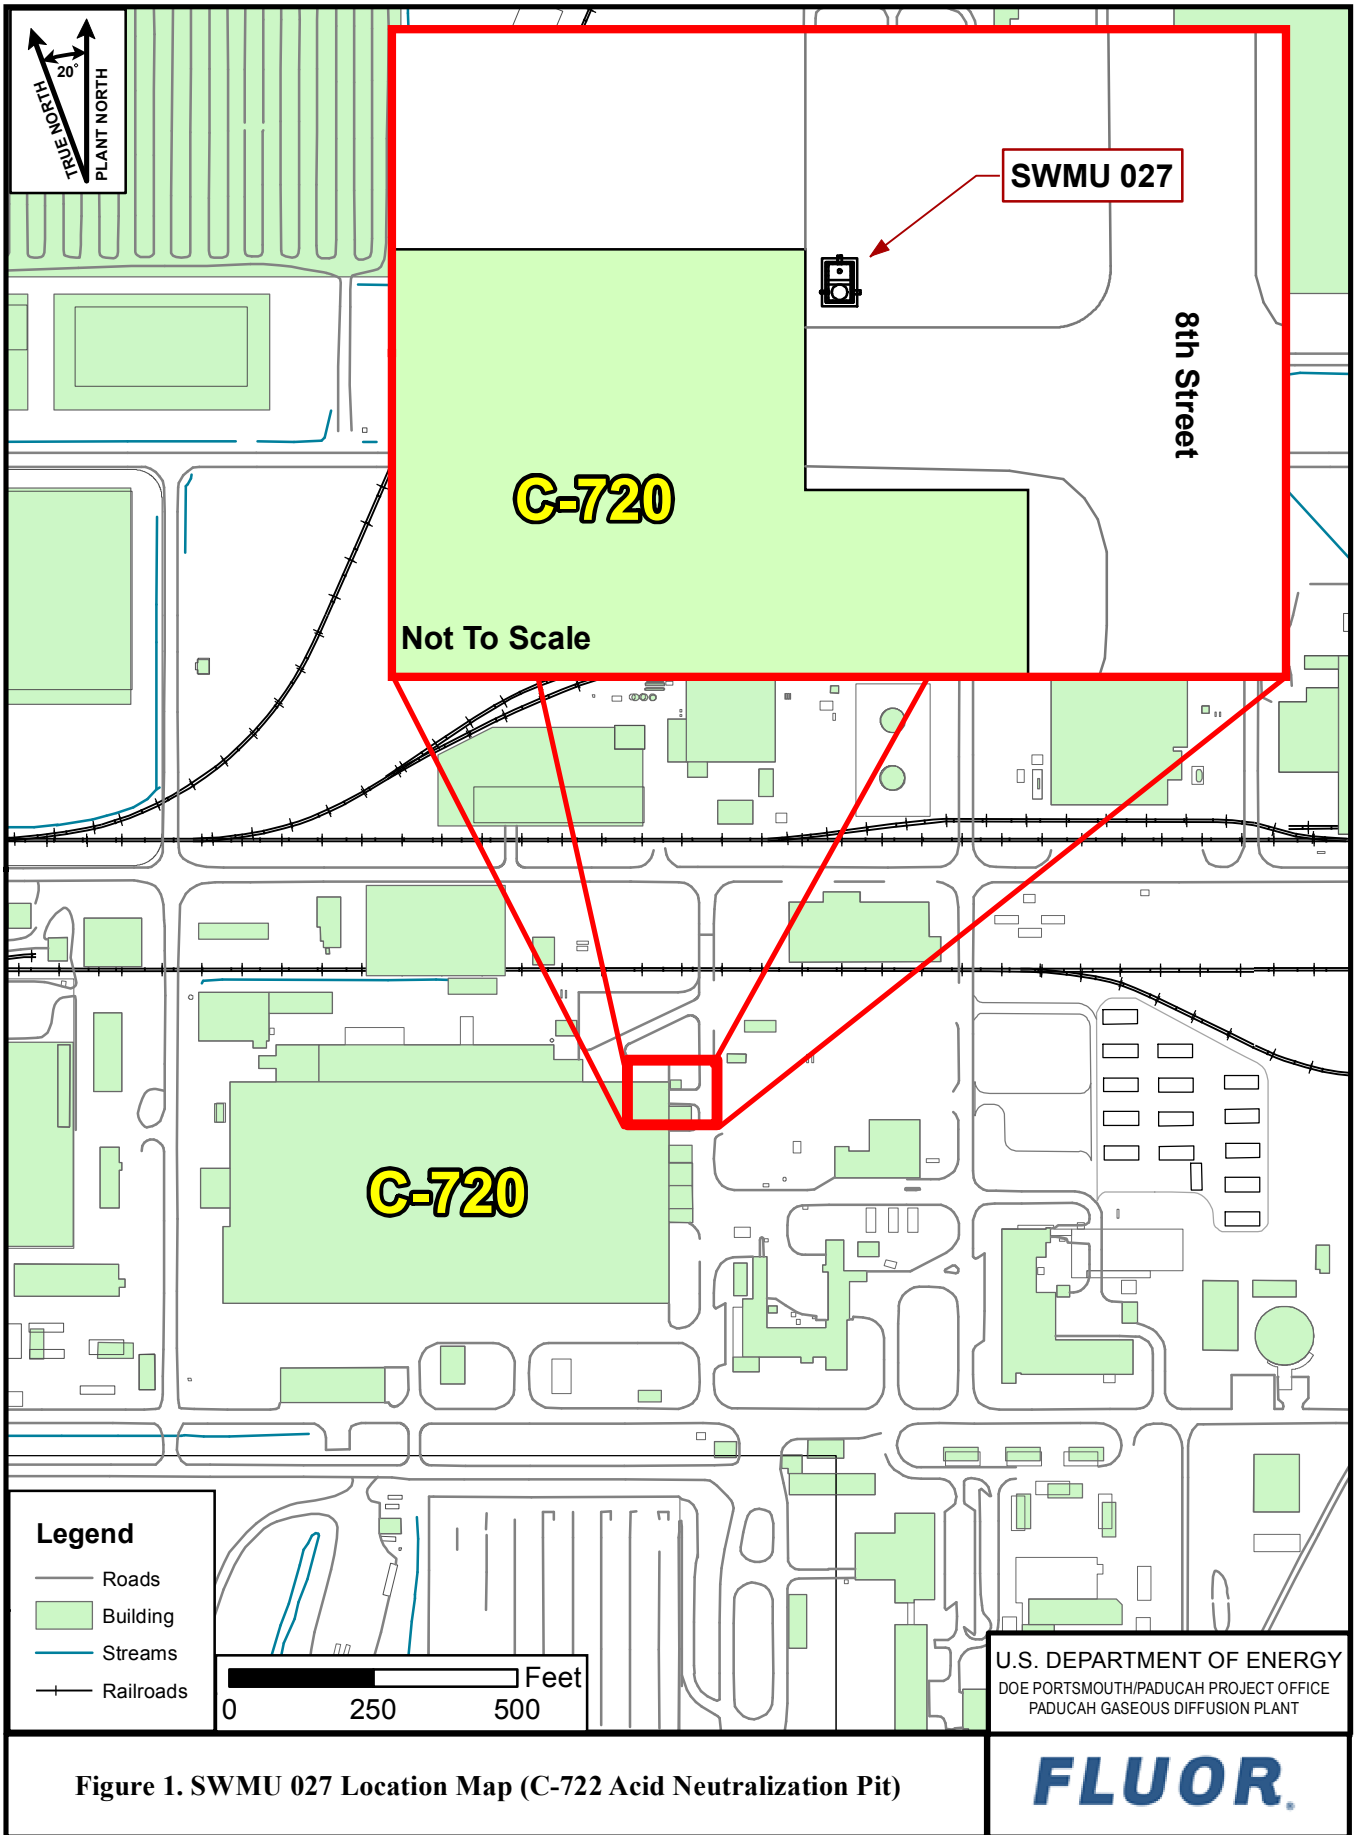 20°
TRUE NORTH
PLANT NORTH
SWMU 027
8th Street
C-720
Not To Scale
C-720
Legend
Roads
Building
Streams
Railroads
Feet
0 250 500
U.S. DEPARTMENT OF ENERGY
DOE PORTSMOUTH/PADUCAH PROJECT OFFICE
PADUCAH GASEOUS DIFFUSION PLANT
Figure 1. SWMU 027 Location Map (C-722 Acid Neutralization Pit)
FLUOR®